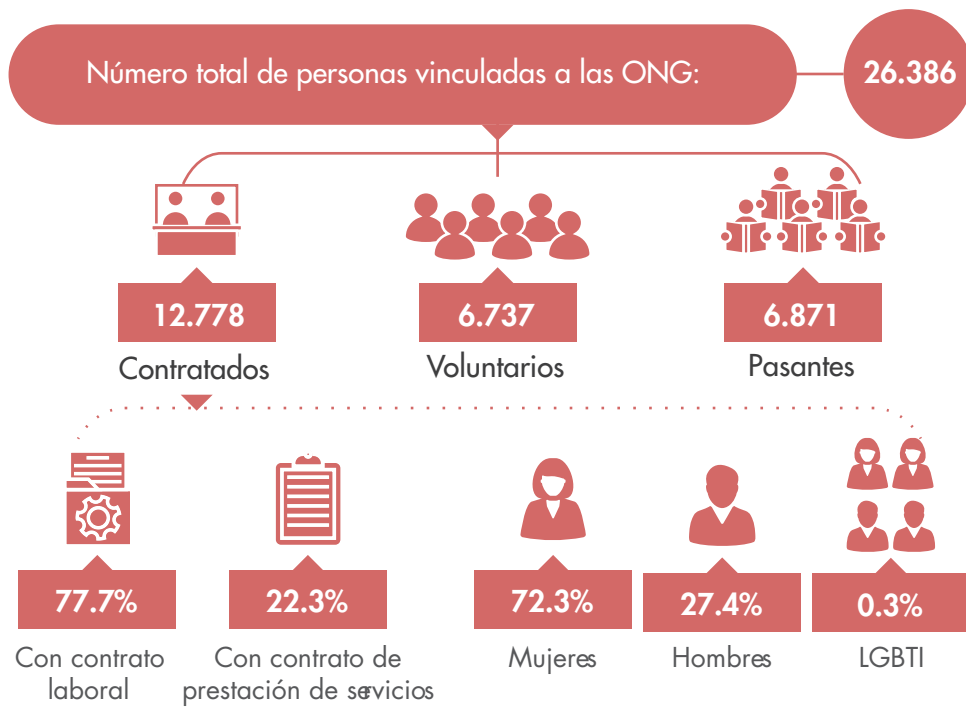 Número total de personas vinculadas a las ONG:
26.386
12.778
Contratados
6.737
Voluntarios
6.871
Pasantes
77.7%
Con contrato
laboral
22.3%
Con contrato de
prestación de servicios
72.3%
Mujeres
27.4%
Hombres
0.3%
LGBTI